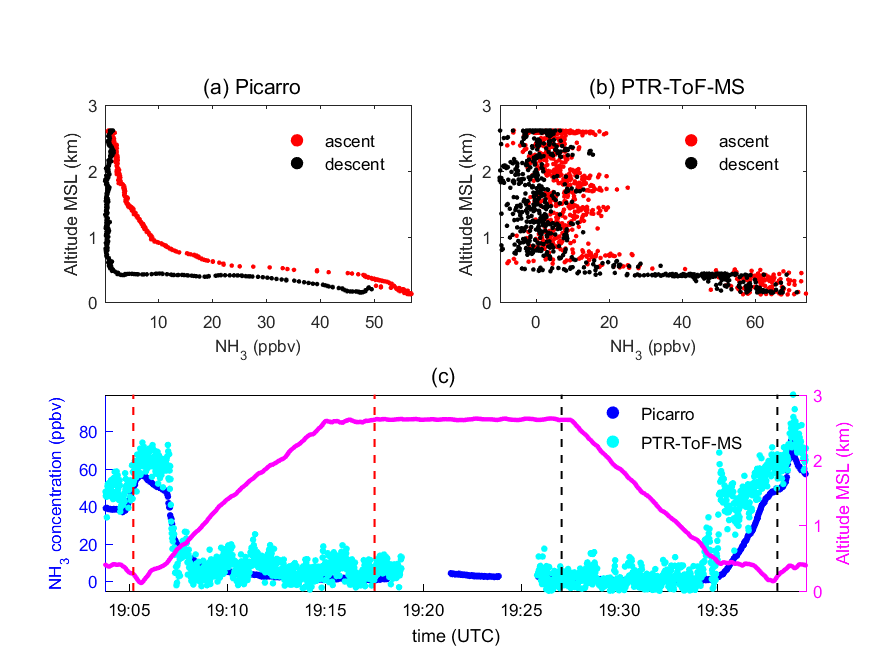 (a) Picarro
(b) PTR-ToF-MS
Altitude MSL (km)
3
2
1
0
ascent
descent
10
20
30
40
50
NH3 (ppbv)
Altitude MSL (km)
3
2
1
0
ascent
descent
0
20
40
60
NH3 (ppbv)
(c)
NH3 concentration (ppbv)
80
60
40
20
0
Picarro
PTR-ToF-MS
3
2
1
0
Altitude MSL (km)
19:05
19:10
19:15
19:20
19:25
19:30
19:35
time (UTC)